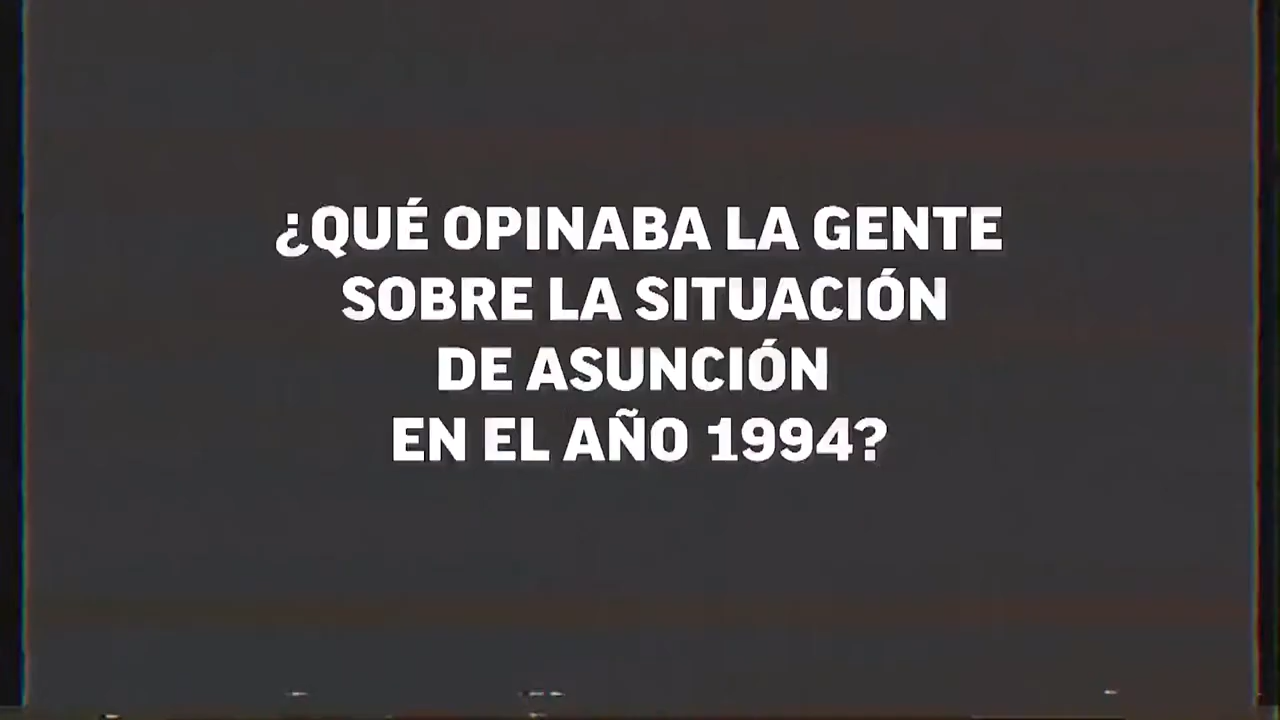 ¿QUÉ OPINABA LA GENTE
SOBRE LA SITUACIÓN
DE ASUNCIÓN
EN EL AÑO 1994?